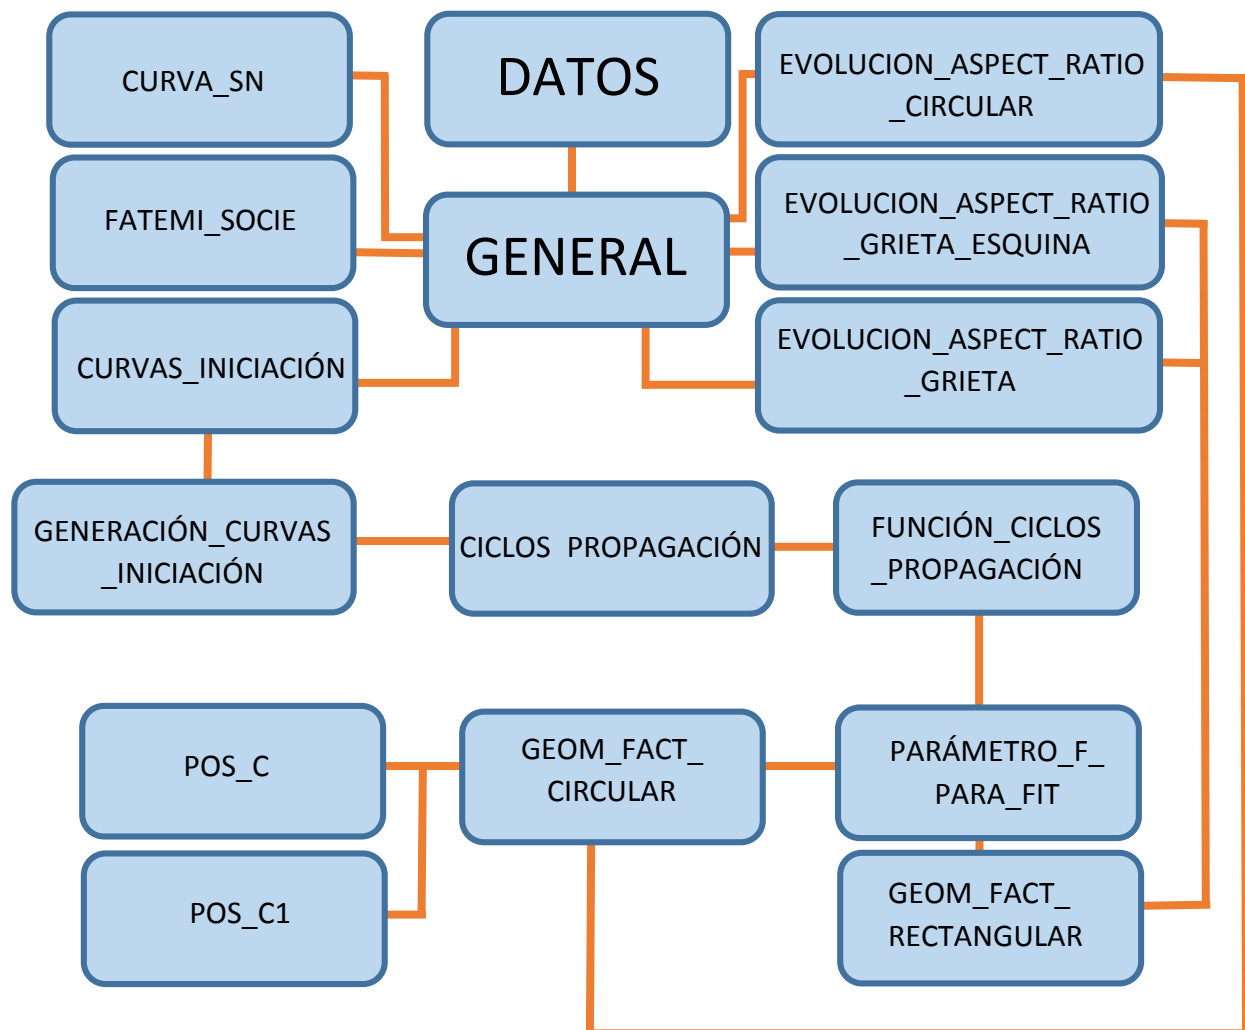 CURVA_SN
DATOS
EVOLUCION_ASPECT_RATIO
_CIRCULAR
FATEMI_SOCIE
GENERAL
EVOLUCION_ASPECT_RATIO
_GRIETA_ESQUINA
CURVAS_INICIACIÓN
EVOLUCION_ASPECT_RATIO
_GRIETA
GENERACIÓN_CURVAS
_INICIACIÓN
CICLOS PROPAGACIÓN
FUNCIÓN_CICLOS
_PROPAGACIÓN
POS_C
GEOM_FACT_
CIRCULAR
PARÁMETRO_F_
PARA_FIT
POS_C1
GEOM_FACT_
RECTANGULAR